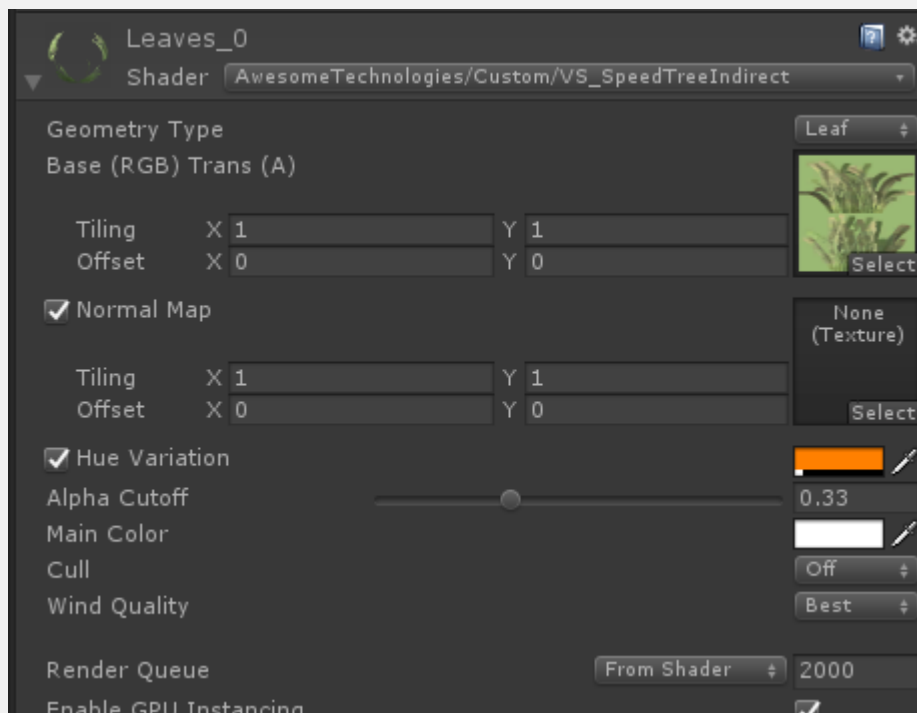 Leaves_0
Shader AwesomeTechnologies/Custom/VS_SpeedTreeIndirect
Geometry Type Leaf
Base (RGB) Trans (A)
Tiling X 1 Y 1
Offset X 0 Y 0
Select
Normal Map None
(Texture)
Tiling X 1 Y 1
Offset X 0 Y 0
Select
Hue Variation
Alpha Cutoff 0.33
Main Color
Cull Off
Wind Quality Best
Render Queue From Shader 2000
Enable GPU Instancing